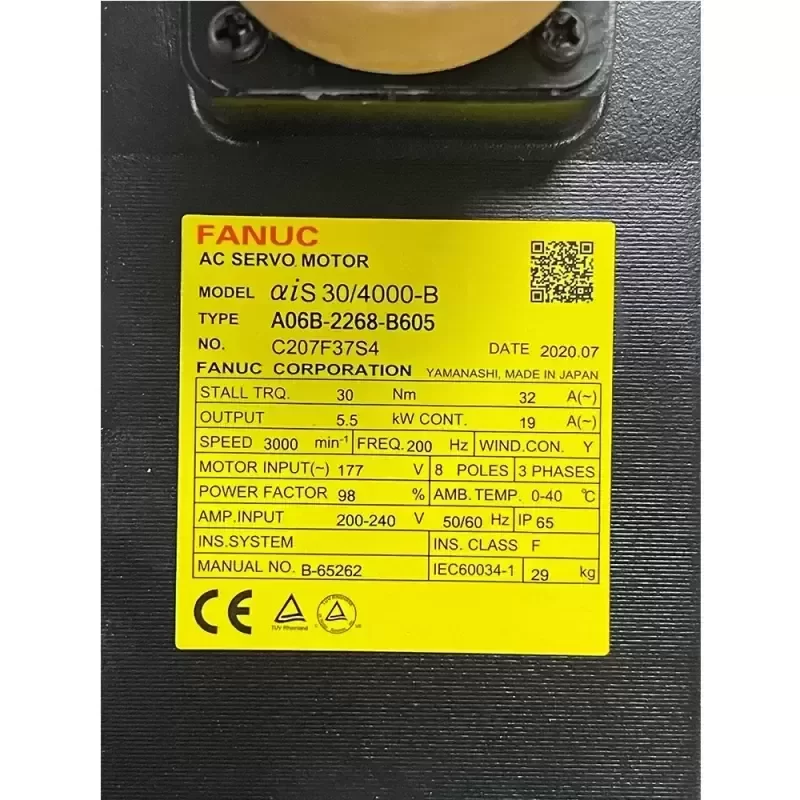 FANUC
AC SERVO MOTOR
MODEL αiS 30/4000-B
TYPE A06B-2268-B605
NO. C207F37S4 DATE 2020.07
FANUC CORPORATION YAMANASHI, MADE IN JAPAN
STALL TRQ. 30 Nm 32 A(~)
OUTPUT 5.5 kW CONT. 19 A(~)
SPEED 3000 min-1 FREQ. 200 Hz WIND.CON. Y
MOTOR INPUT(~) 177 V 8 POLES 3 PHASES
POWER FACTOR 98 % AMB.TEMP. 0-40 ℃
AMP.INPUT 200-240 V 50/60 Hz IP 65
INS.SYSTEM INS. CLASS F
MANUAL NO. B-65262 IEC60034-1 29 kg
CE
TUV Rheinland